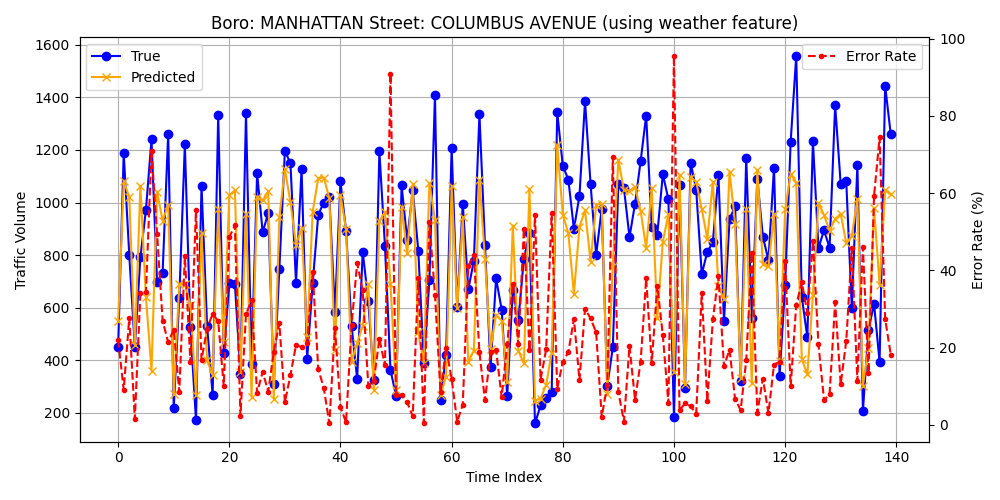 Boro: MANHATTAN Street: COLUMBUS AVENUE (using weather feature)
True
Predicted
Error Rate
1600
1400
1200
1000
800
600
400
200
Traffic Volume
100
80
60
40
20
0
Error Rate (%)
0 20 40 60 80 100 120 140
Time Index